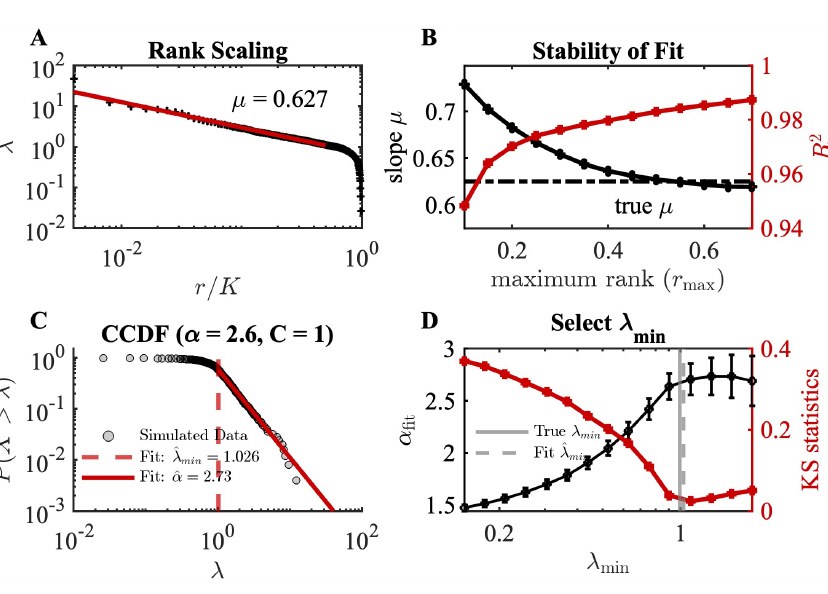 A
Rank Scaling
10^2
10^1
10^0
10^-1
10^-2
λ
μ = 0.627
10^-2
10^0
r/K
B
Stability of Fit
0.7
0.65
0.6
slope μ
true μ
1
0.98
0.96
0.94
R^2
0.2
0.4
0.6
maximum rank (r_max)
C
CCDF (α = 2.6, C = 1)
10^0
10^-1
10^-2
10^-3
P(X > λ)
Simulated Data
Fit: λ̂_min = 1.026
Fit: α̂ = 2.73
10^-2
10^0
10^2
λ
D
Select λ_min
3
2.5
2
1.5
α_fit
True λ_min
Fit λ̂_min
0.4
0.2
0
KS statistics
0.2
1
λ_min